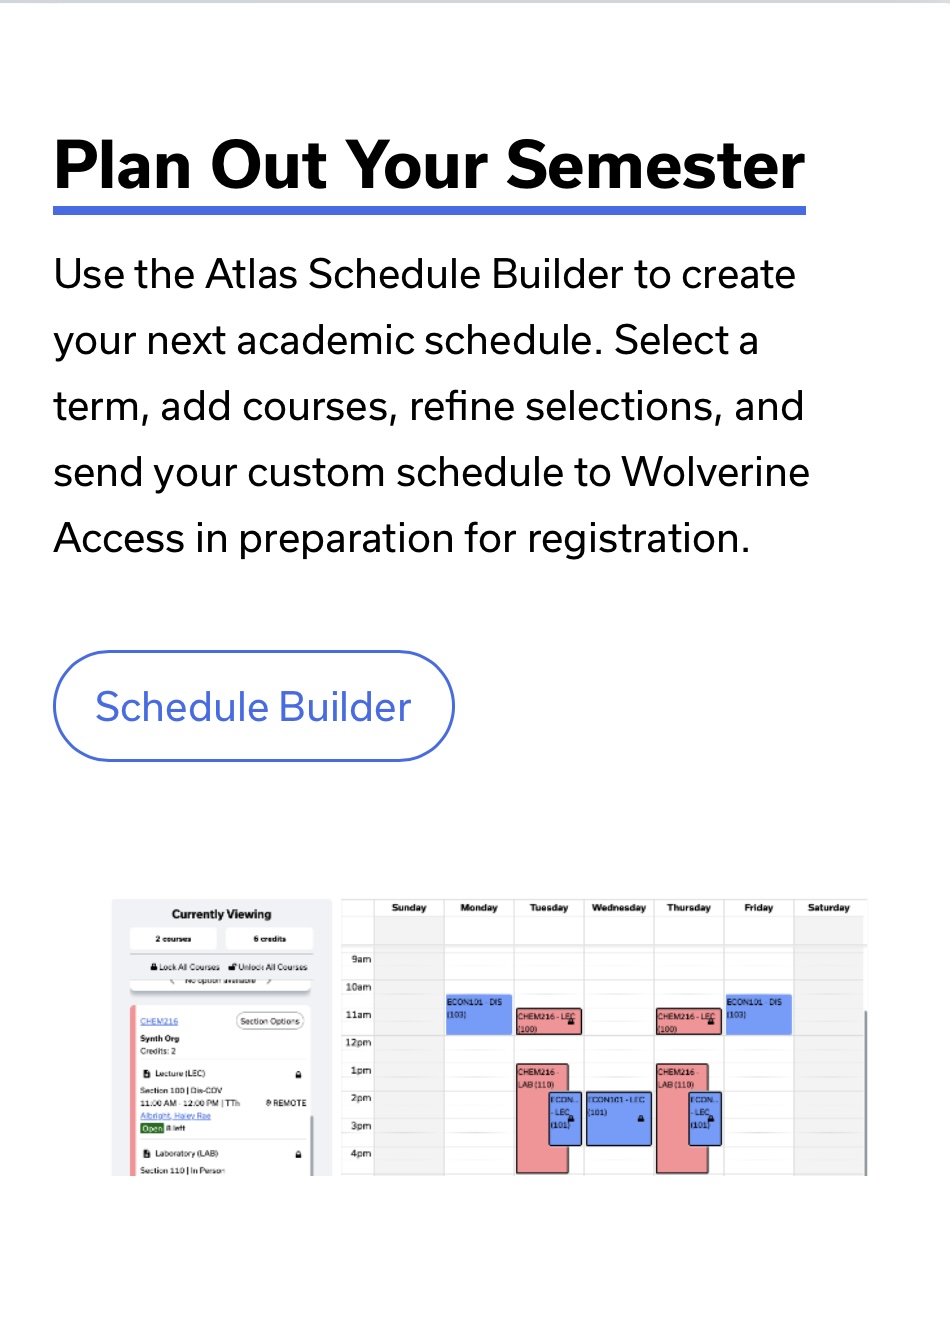 Plan Out Your Semester
Use the Atlas Schedule Builder to create
your next academic schedule. Select a
term, add courses, refine selections, and
send your custom schedule to Wolverine
Access in preparation for registration.
Schedule Builder
Currently Viewing
2 courses 6 credits
Lock All Courses Unlock All Courses
No option available
CHEM216 Section Options
Synth Org
Credits: 2
Lecture (LEC)
Section 100 | Dis-COV
11:00 AM - 12:00 PM | TTh REMOTE
Albright, Haley Rae
Open 8 left
Laboratory (LAB)
Section 110 | In Person
Sunday Monday Tuesday Wednesday Thursday Friday Saturday
9am
10am
ECON101 - DIS
(103)
ECON101 - DIS
(103)
11am
CHEM216 - LEC
(100)
CHEM216 - LEC
(100)
12pm
1pm
CHEM216 -
LAB (110)
CHEM216 -
LAB (110)
2pm
ECON...
- LEC
(101)
ECON101 - LEC
(101)
ECON...
- LEC
(101)
3pm
4pm